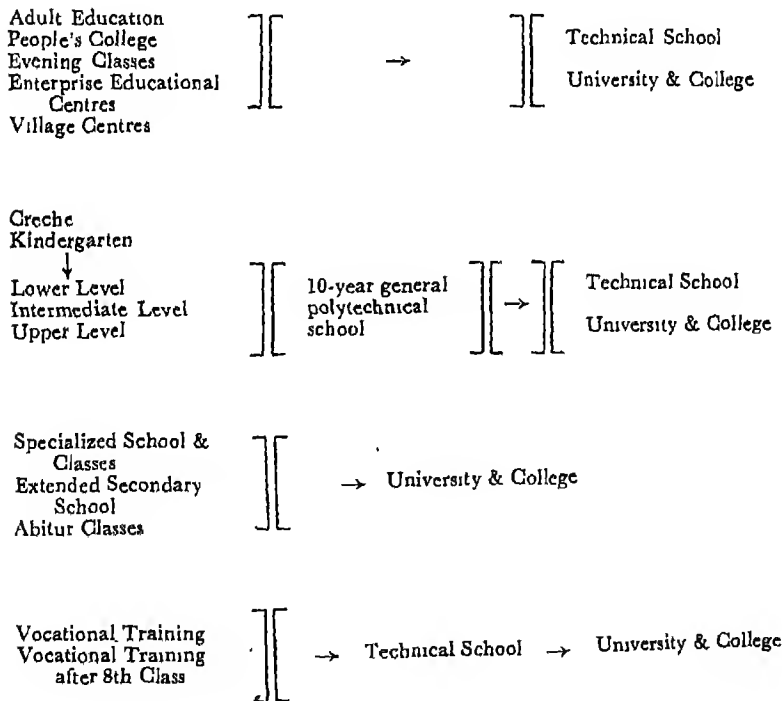 Adult Education
People's College
Evening Classes
Enterprise Educational
Centres
Village Centres
→
Technical School
University & College
Creche
Kindergarten
↓
Lower Level
Intermediate Level
Upper Level
10-year general
polytechnical
school
→
Technical School
University & College
Specialized School &
Classes
Extended Secondary
School
Abitur Classes
→ University & College
Vocational Training
Vocational Training
after 8th Class
→ Technical School → University & College